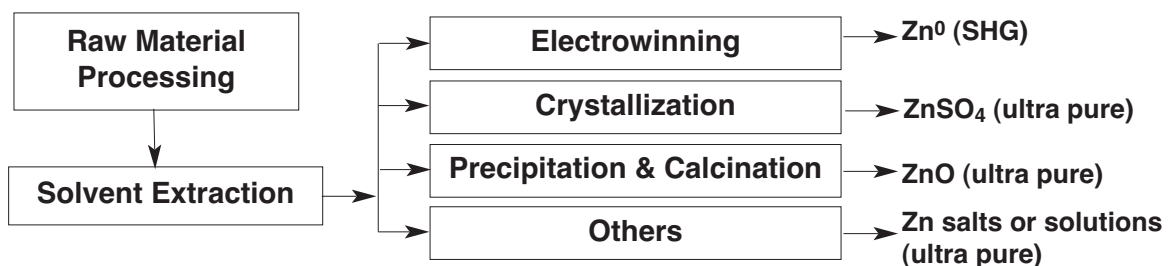 Raw Material
Processing
Solvent Extraction
Electrowinning
Zn⁰ (SHG)
Crystallization
ZnSO₄ (ultra pure)
Precipitation & Calcination
ZnO (ultra pure)
Others
Zn salts or solutions
(ultra pure)